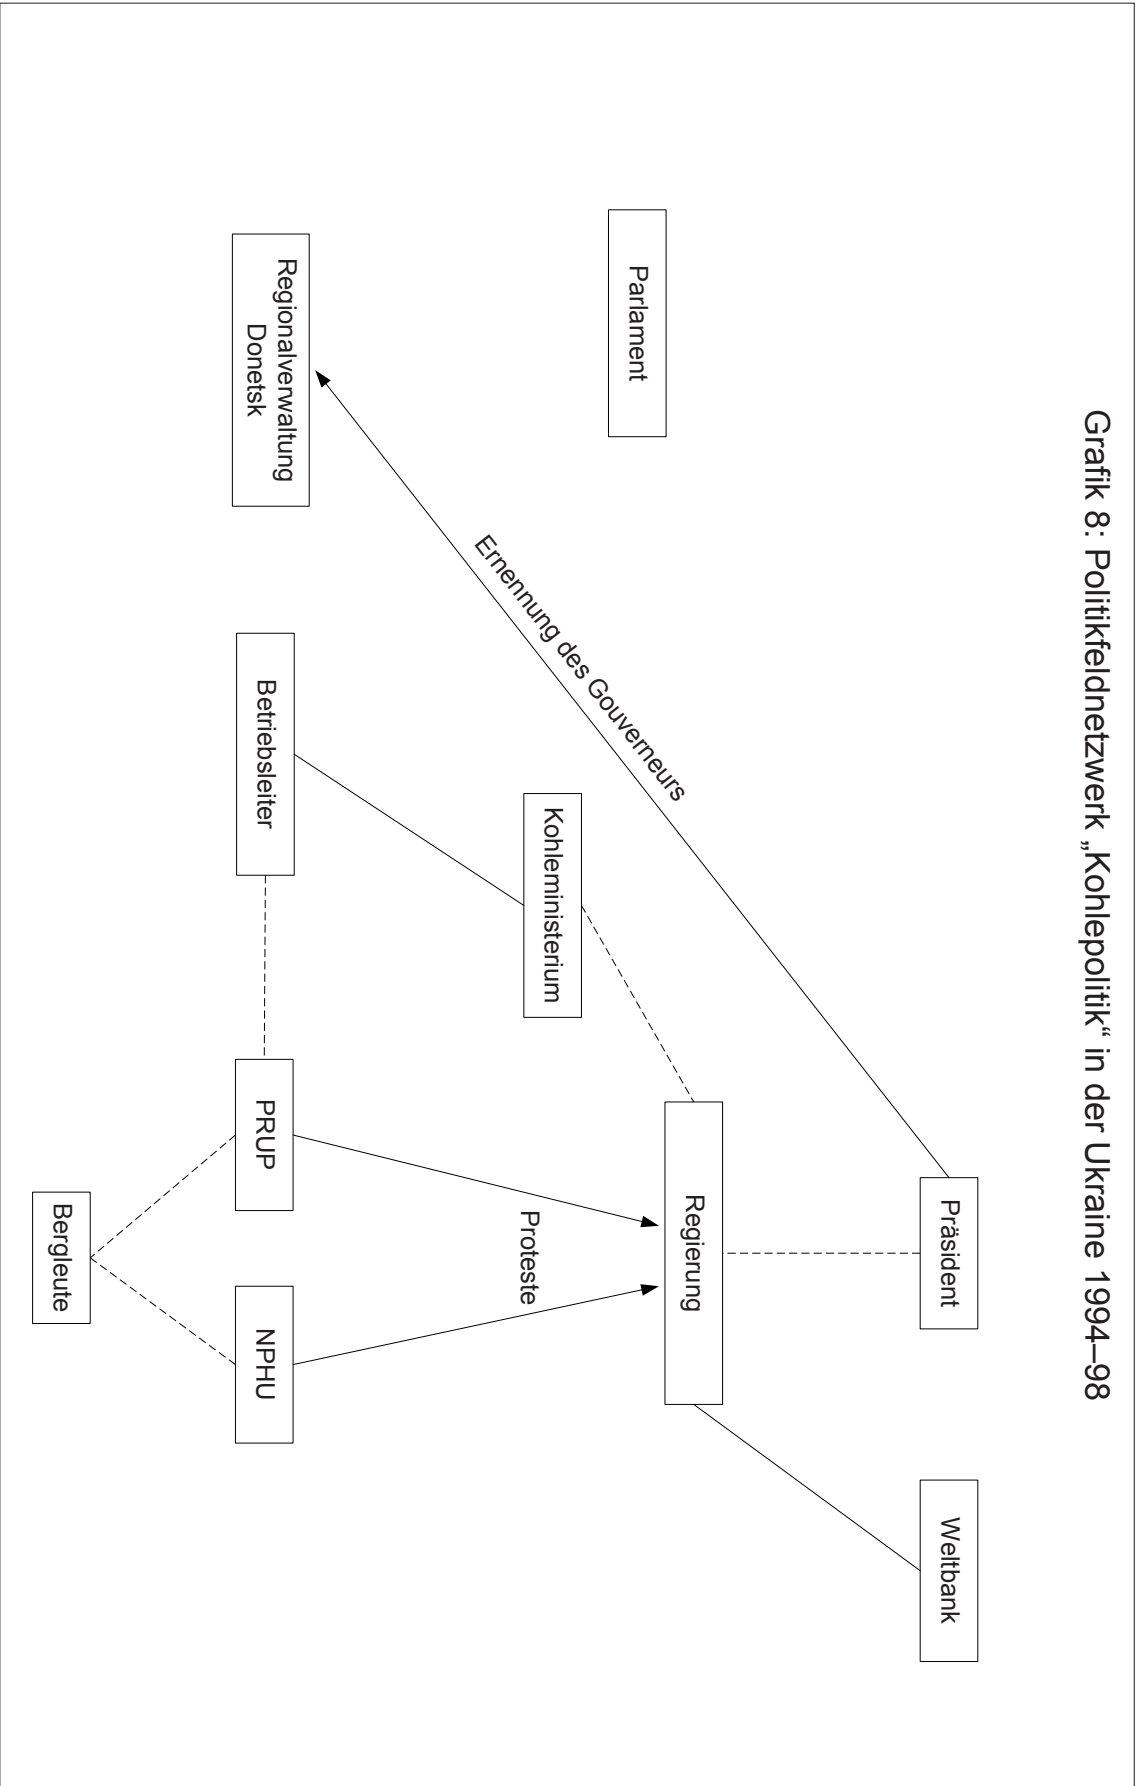 Grafik 8: Politikfeldnetzwerk „Kohlepolitik“ in der Ukraine 1994–98
Präsident
Weltbank
Regierung
Parlament
Ernennung des Gouverneurs
Kohleministerium
Proteste
Regionalverwaltung
Donetsk
Betriebsleiter
PRUP
NPHU
Bergleute